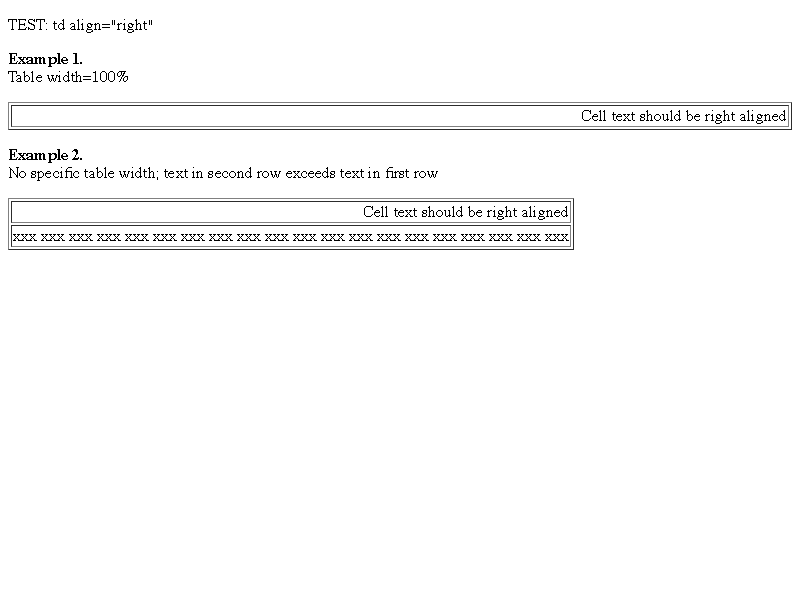 TEST: td align="right"
Example 1.
Table width=100%
Cell text should be right aligned
Example 2.
No specific table width; text in second row exceeds text in first row
Cell text should be right aligned
xxx xxx xxx xxx xxx xxx xxx xxx xxx xxx xxx xxx xxx xxx xxx xxx xxx xxx xxx xxx